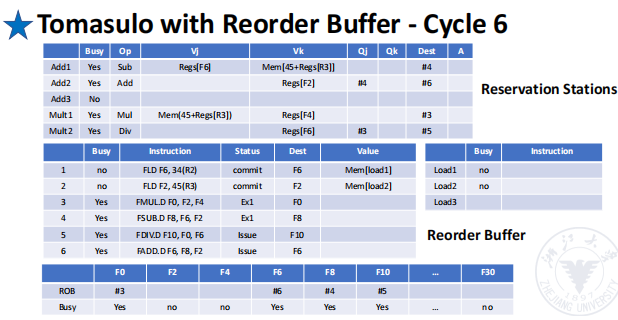 Tomasulo with Reorder Buffer - Cycle 6
Busy Op Vj Vk Qj Qk Dest A
Add1 Yes Sub Regs[F6] Mem[45+Regs[R3]] #4
Add2 Yes Add Regs[F2] #4 #6
Add3 No
Mult1 Yes Mul Mem(45+Regs[R3]) Regs[F4] #3
Mult2 Yes Div Regs[F6] #3 #5
Reservation Stations
Busy Instruction Status Dest Value
1 no FLD F6, 34(R2) commit F6 Mem[load1]
2 no FLD F2, 45(R3) commit F2 Mem[load2]
3 Yes FMUL.D F0, F2, F4 Ex1 F0
4 Yes FSUB.D F8, F6, F2 Ex1 F8
5 Yes FDIV.D F10, F0, F6 Issue F10
6 Yes FADD.D F6, F8, F2 Issue F6
Busy Instruction
Load1 no
Load2 no
Load3
Reorder Buffer
F0 F2 F4 F6 F8 F10 ... F30
ROB #3 #6 #4 #5
Busy Yes no no Yes Yes Yes ... no
1897
ZHEJIANG UNIVERSITY